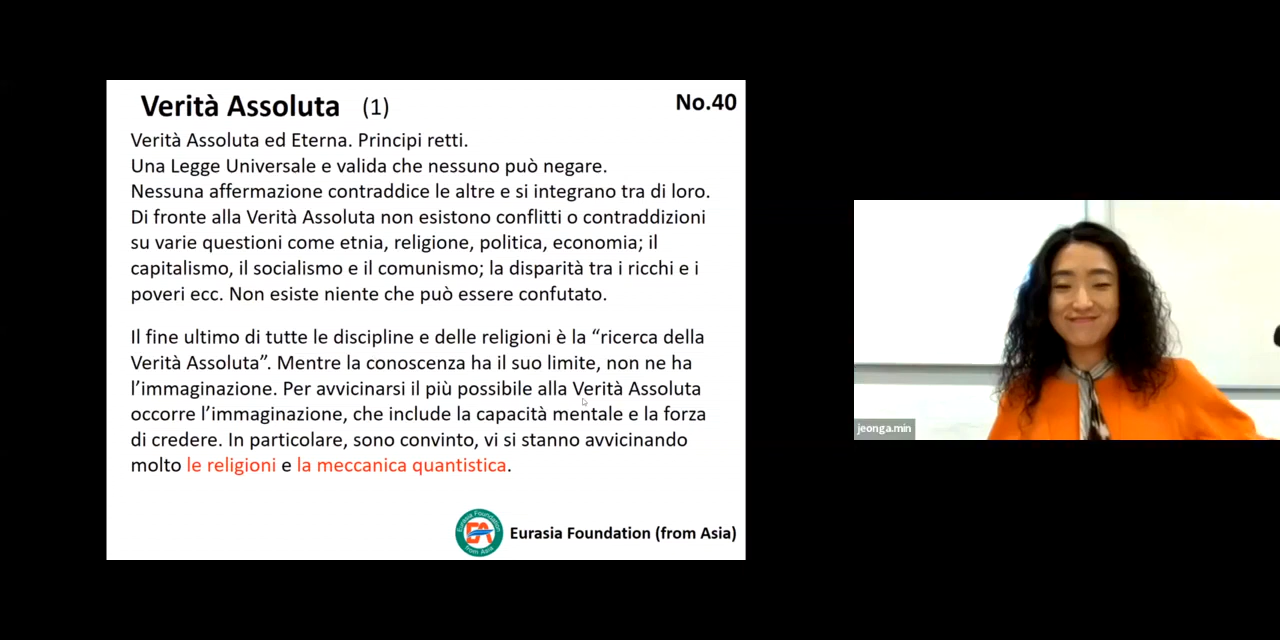 Verità Assoluta (1)
No.40
Verità Assoluta ed Eterna. Principi retti.
Una Legge Universale e valida che nessuno può negare.
Nessuna affermazione contraddice le altre e si integrano tra di loro.
Di fronte alla Verità Assoluta non esistono conflitti o contraddizioni
su varie questioni come etnia, religione, politica, economia; il
capitalismo, il socialismo e il comunismo; la disparità tra i ricchi e i
poveri ecc. Non esiste niente che può essere confutato.
Il fine ultimo di tutte le discipline e delle religioni è la “ricerca della
Verità Assoluta”. Mentre la conoscenza ha il suo limite, non ne ha
l’immaginazione. Per avvicinarsi il più possibile alla Verità Assoluta
occorre l’immaginazione, che include la capacità mentale e la forza
di credere. In particolare, sono convinto, vi si stanno avvicinando
molto le religioni e la meccanica quantistica.
Eurasia Foundation
EA
from Asia
Eurasia Foundation (from Asia)
jeonga.min